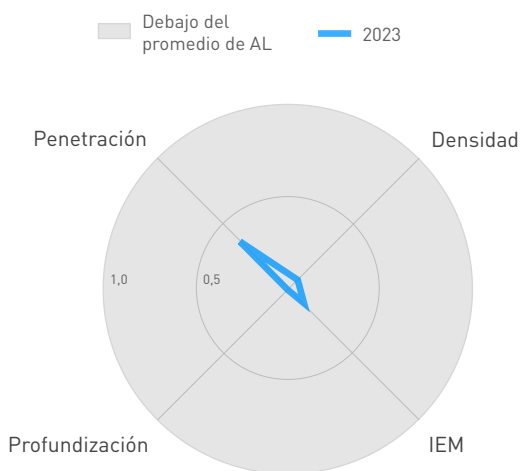 Debajo del
promedio de AL
2023
Penetración
Densidad
1,0
0,5
Profundización
IEM